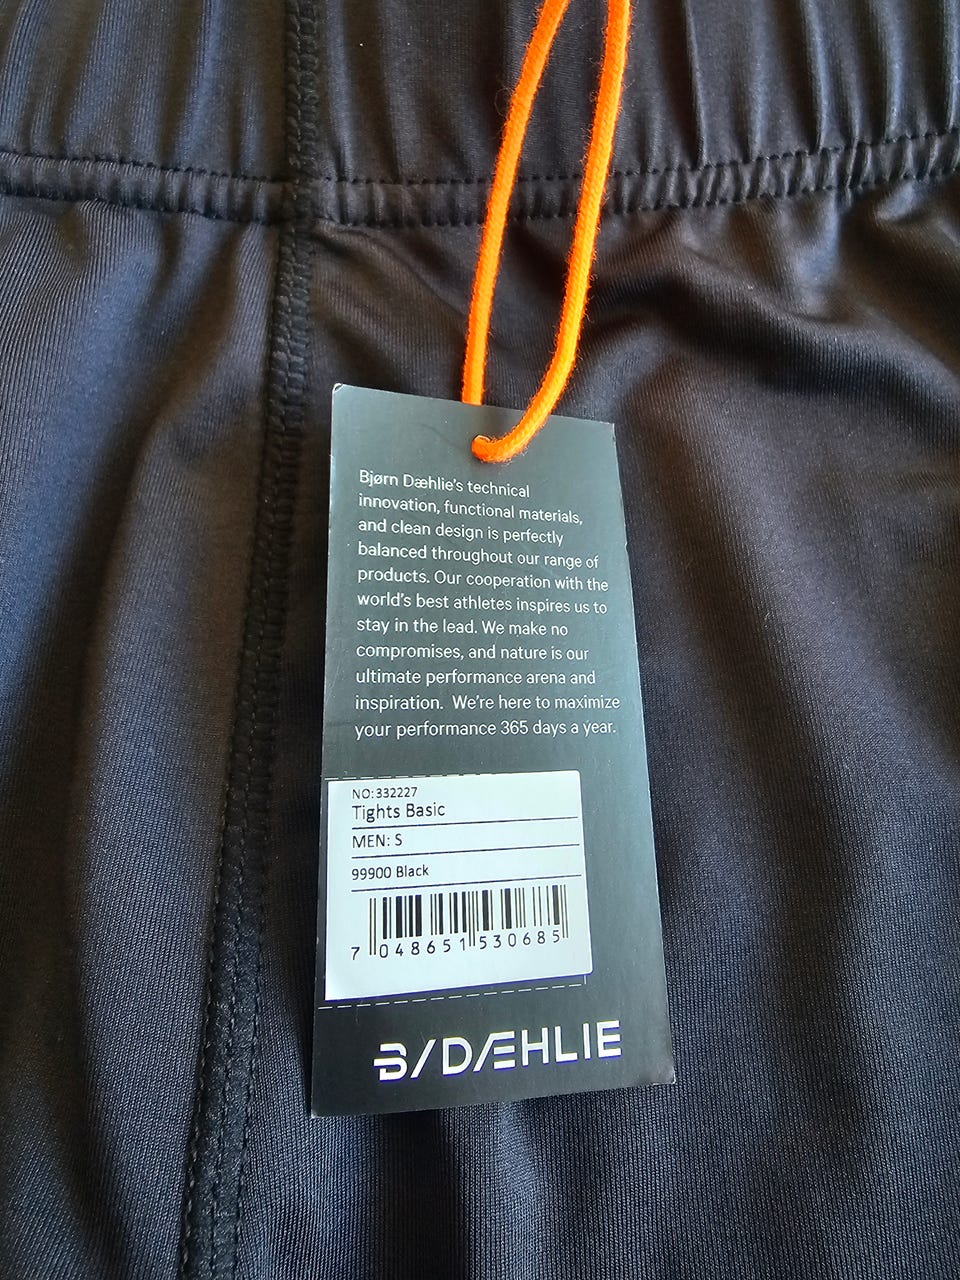 Bjørn Dæhlie's technical
innovation, functional materials,
and clean design is perfectly
balanced throughout our range of
products. Our cooperation with the
world's best athletes inspires us to
stay in the lead. We make no
compromises, and nature is our
ultimate performance arena and
inspiration.  We're here to maximize
your performance 365 days a year.
NO:332227
Tights Basic
MEN: S
99900 Black
7 048651 530685
B/DÆHLIE